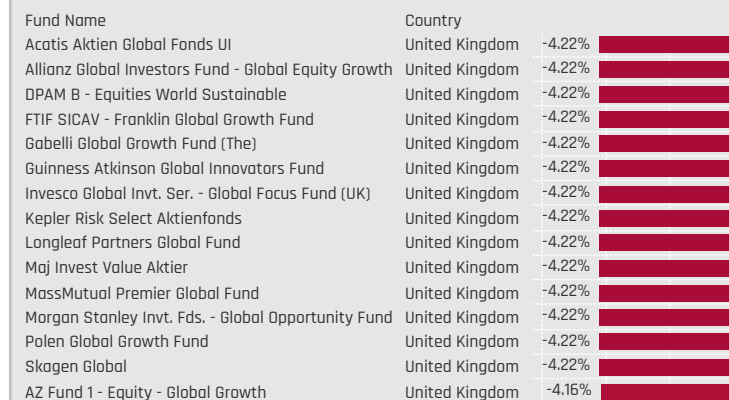 Fund Name Country
Acatis Aktien Global Fonds UI United Kingdom -4.22%
Allianz Global Investors Fund - Global Equity Growth United Kingdom -4.22%
DPAM B - Equities World Sustainable United Kingdom -4.22%
FTIF SICAV - Franklin Global Growth Fund United Kingdom -4.22%
Gabelli Global Growth Fund (The) United Kingdom -4.22%
Guinness Atkinson Global Innovators Fund United Kingdom -4.22%
Invesco Global Invt. Ser. - Global Focus Fund (UK) United Kingdom -4.22%
Kepler Risk Select Aktienfonds United Kingdom -4.22%
Longleaf Partners Global Fund United Kingdom -4.22%
Maj Invest Value Aktier United Kingdom -4.22%
MassMutual Premier Global Fund United Kingdom -4.22%
Morgan Stanley Invt. Fds. - Global Opportunity Fund United Kingdom -4.22%
Polen Global Growth Fund United Kingdom -4.22%
Skagen Global United Kingdom -4.22%
AZ Fund 1 - Equity - Global Growth United Kingdom -4.16%